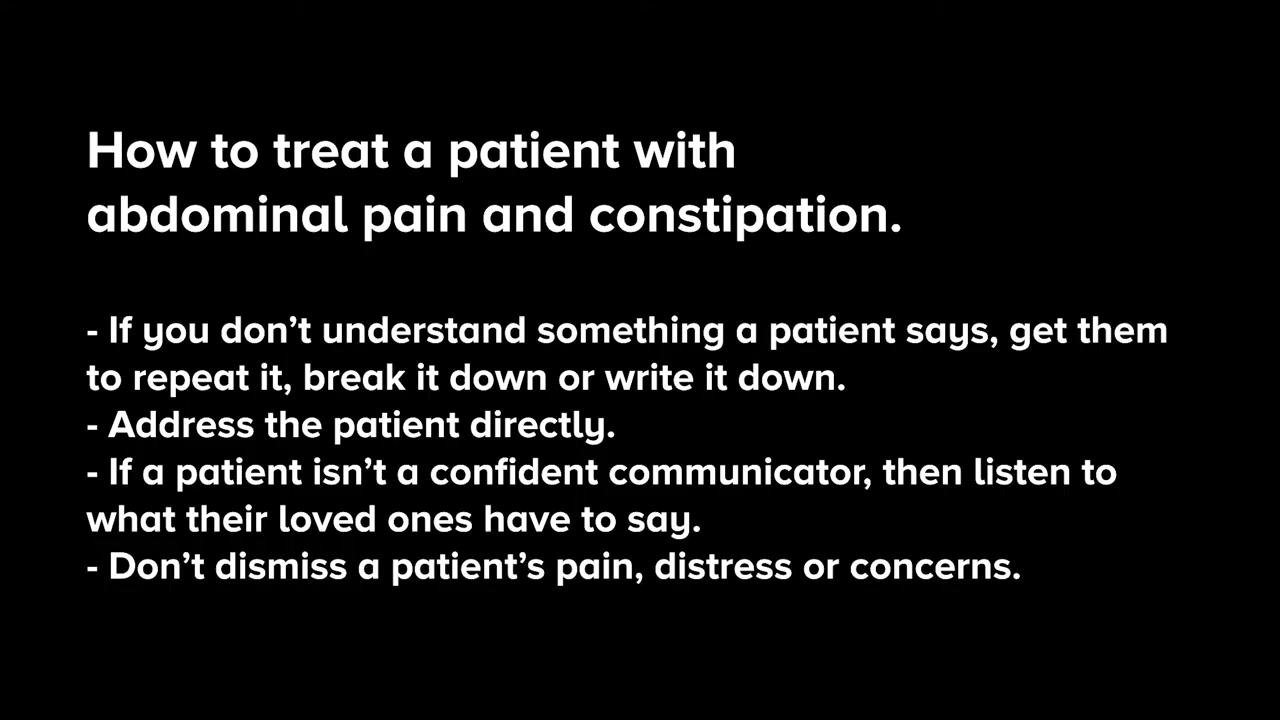 How to treat a patient with
abdominal pain and constipation.
- If you don’t understand something a patient says, get them
to repeat it, break it down or write it down.
- Address the patient directly.
- If a patient isn’t a confident communicator, then listen to
what their loved ones have to say.
- Don’t dismiss a patient’s pain, distress or concerns.